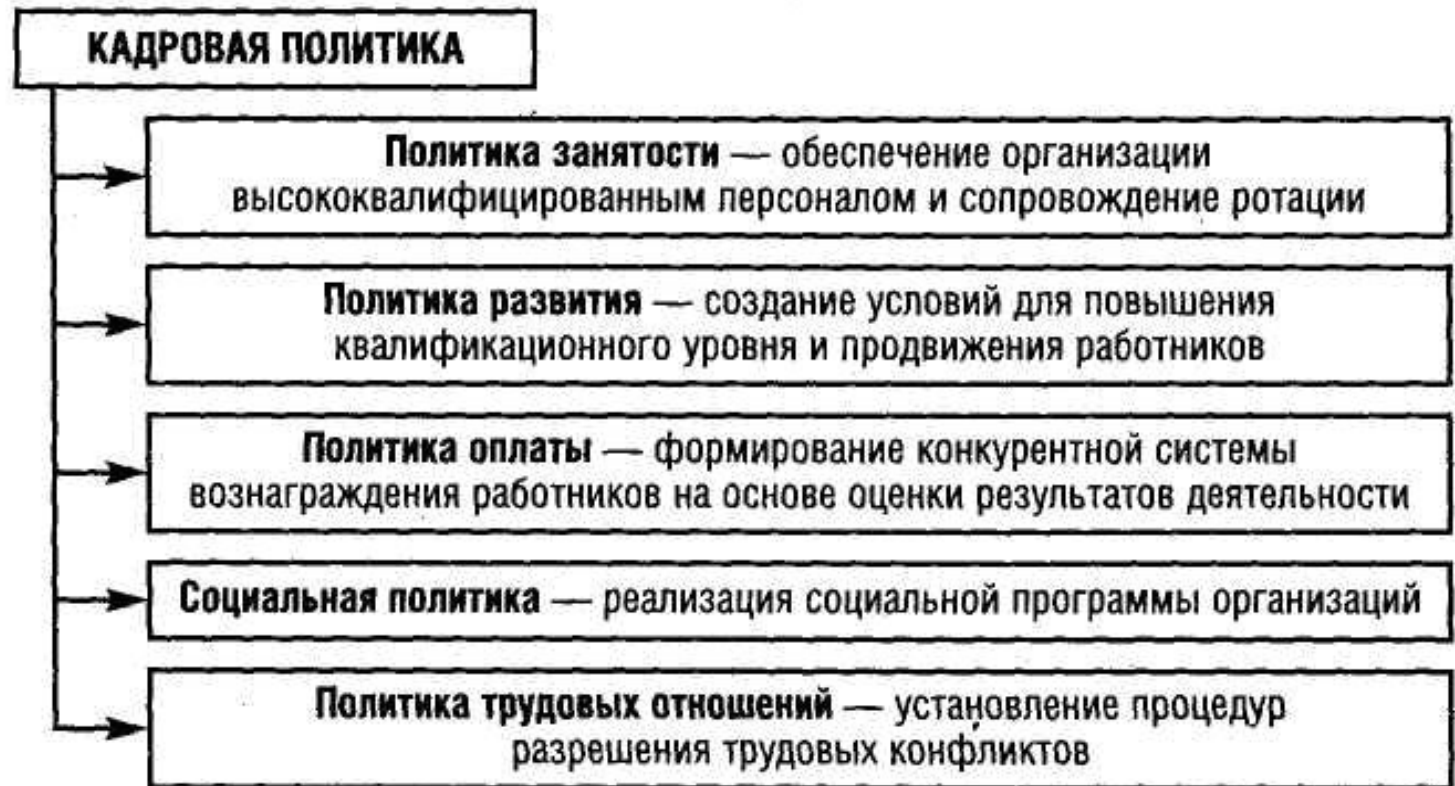 КАДРОВАЯ ПОЛИТИКА
Политика занятости — обеспечение организации
высококвалифицированным персоналом и сопровождение ротации
Политика развития — создание условий для повышения
квалификационного уровня и продвижения работников
Политика оплаты — формирование конкурентной системы
вознаграждения работников на основе оценки результатов деятельности
Социальная политика — реализация социальной программы организаций
Политика трудовых отношений — установление процедур
разрешения трудовых конфликтов